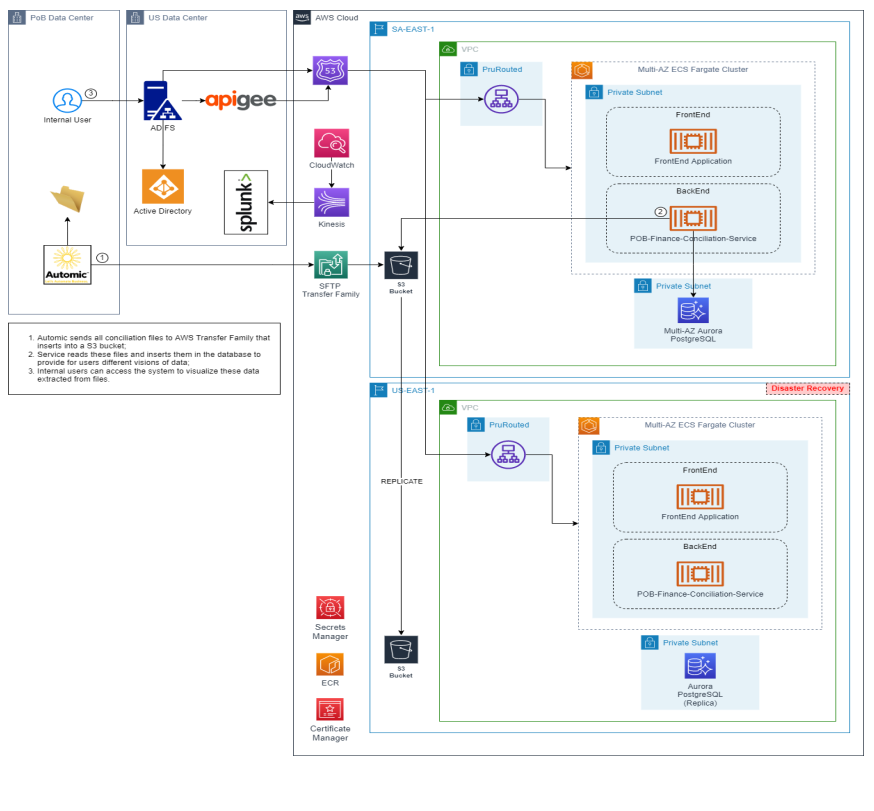 PoB Data Center
US Data Center
aws
AWS Cloud
SA-EAST-1
VPC
PruRouted
Multi-AZ ECS Fargate Cluster
Private Subnet
FrontEnd
FrontEnd Application
BackEnd
2
POB-Finance-Conciliation-Service
Private Subnet
Multi-AZ Aurora
PostgreSQL
3
Internal User
AD FS
apigee
53
CloudWatch
Active Directory
splunk>
Kinesis
1
Automic
SFTP
Transfer Family
S3
Bucket
1. Automic sends all conciliation files to AWS Transfer Family that
inserts into a S3 bucket;
2. Service reads these files and inserts them in the database to
provide for users different visions of data;
3. Internal users can access the system to visualize these data
extracted from files.
US-EAST-1
Disaster Recovery
VPC
PruRouted
Multi-AZ ECS Fargate Cluster
Private Subnet
FrontEnd
FrontEnd Application
BackEnd
POB-Finance-Conciliation-Service
REPLICATE
Private Subnet
Aurora
PostgreSQL
(Replica)
S3
Bucket
Secrets
Manager
ECR
Certificate
Manager